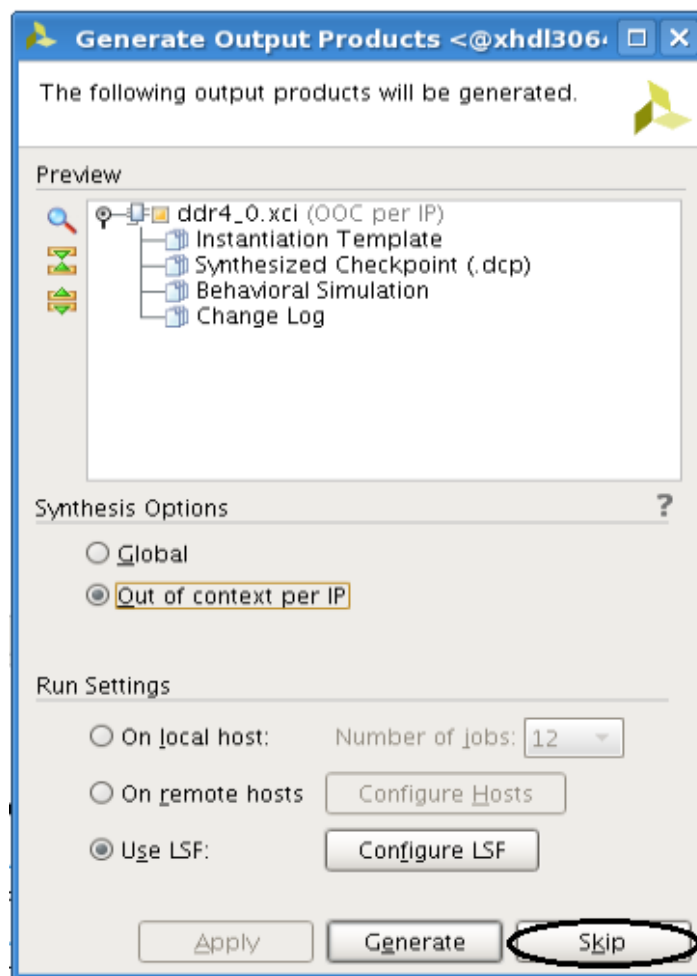 Generate Output Products <@xhdl306
The following output products will be generated.
Preview
ddr4_0.xci (OOC per IP)
Instantiation Template
Synthesized Checkpoint (.dcp)
Behavioral Simulation
Change Log
Synthesis Options ?
Global
Out of context per IP
Run Settings
On local host: Number of jobs: 12
On remote hosts Configure Hosts
Use LSF: Configure LSF
Apply Generate Skip